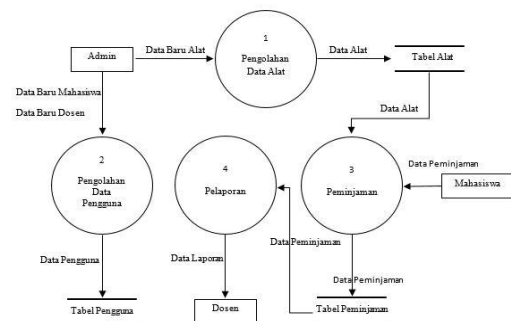 1
Pengolahan
Data Alat
Admin
Data Baru Alat
Data Alat
Tabel Alat
Data Baru Mahasiswa
Data Baru Dosen
Data Alat
2
Pengolahan
Data
Pengguna
4
Pelaporan
3
Peminjaman
Data Peminjaman
Mahasiswa
Data Pengguna
Data Laporan
Data Peminjaman
Data Peminjaman
Tabel Pengguna
Dosen
Tabel Peminjaman